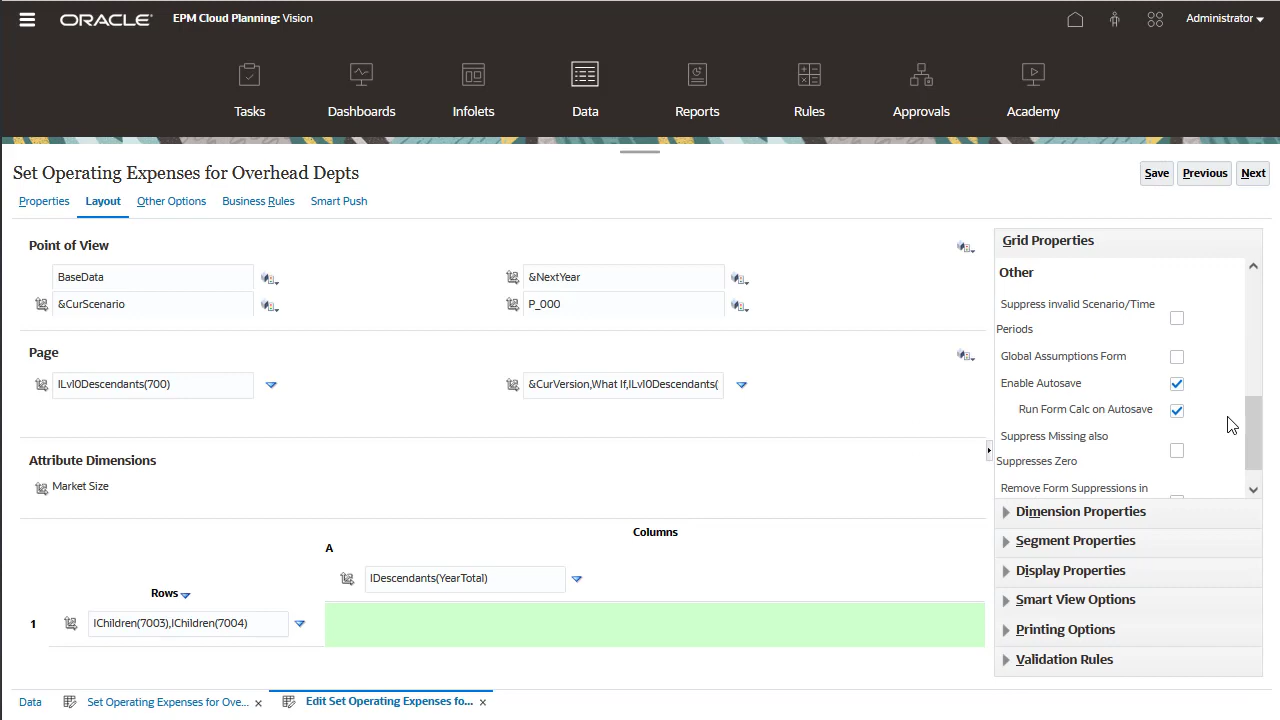 ORACLE EPM Cloud Planning: Vision
Administrator
Tasks
Dashboards
Infolets
Data
Reports
Rules
Approvals
Academy
Set Operating Expenses for Overhead Depts
Save Previous Next
Properties Layout Other Options Business Rules Smart Push
Point of View
BaseData
&NextYear
&CurScenario
P_000
Page
ILvl0Descendants(700)
&CurVersion,What If,ILvl0Descendants(
Attribute Dimensions
Market Size
Columns
A
IDescendants(YearTotal)
Rows
1
IChildren(7003),IChildren(7004)
Grid Properties
Other
Suppress invalid Scenario/Time
Periods
Global Assumptions Form
Enable Autosave
Run Form Calc on Autosave
Suppress Missing also
Suppresses Zero
Remove Form Suppressions in
Dimension Properties
Segment Properties
Display Properties
Smart View Options
Printing Options
Validation Rules
Data
Set Operating Expenses for Ove... ×
Edit Set Operating Expenses fo... ×